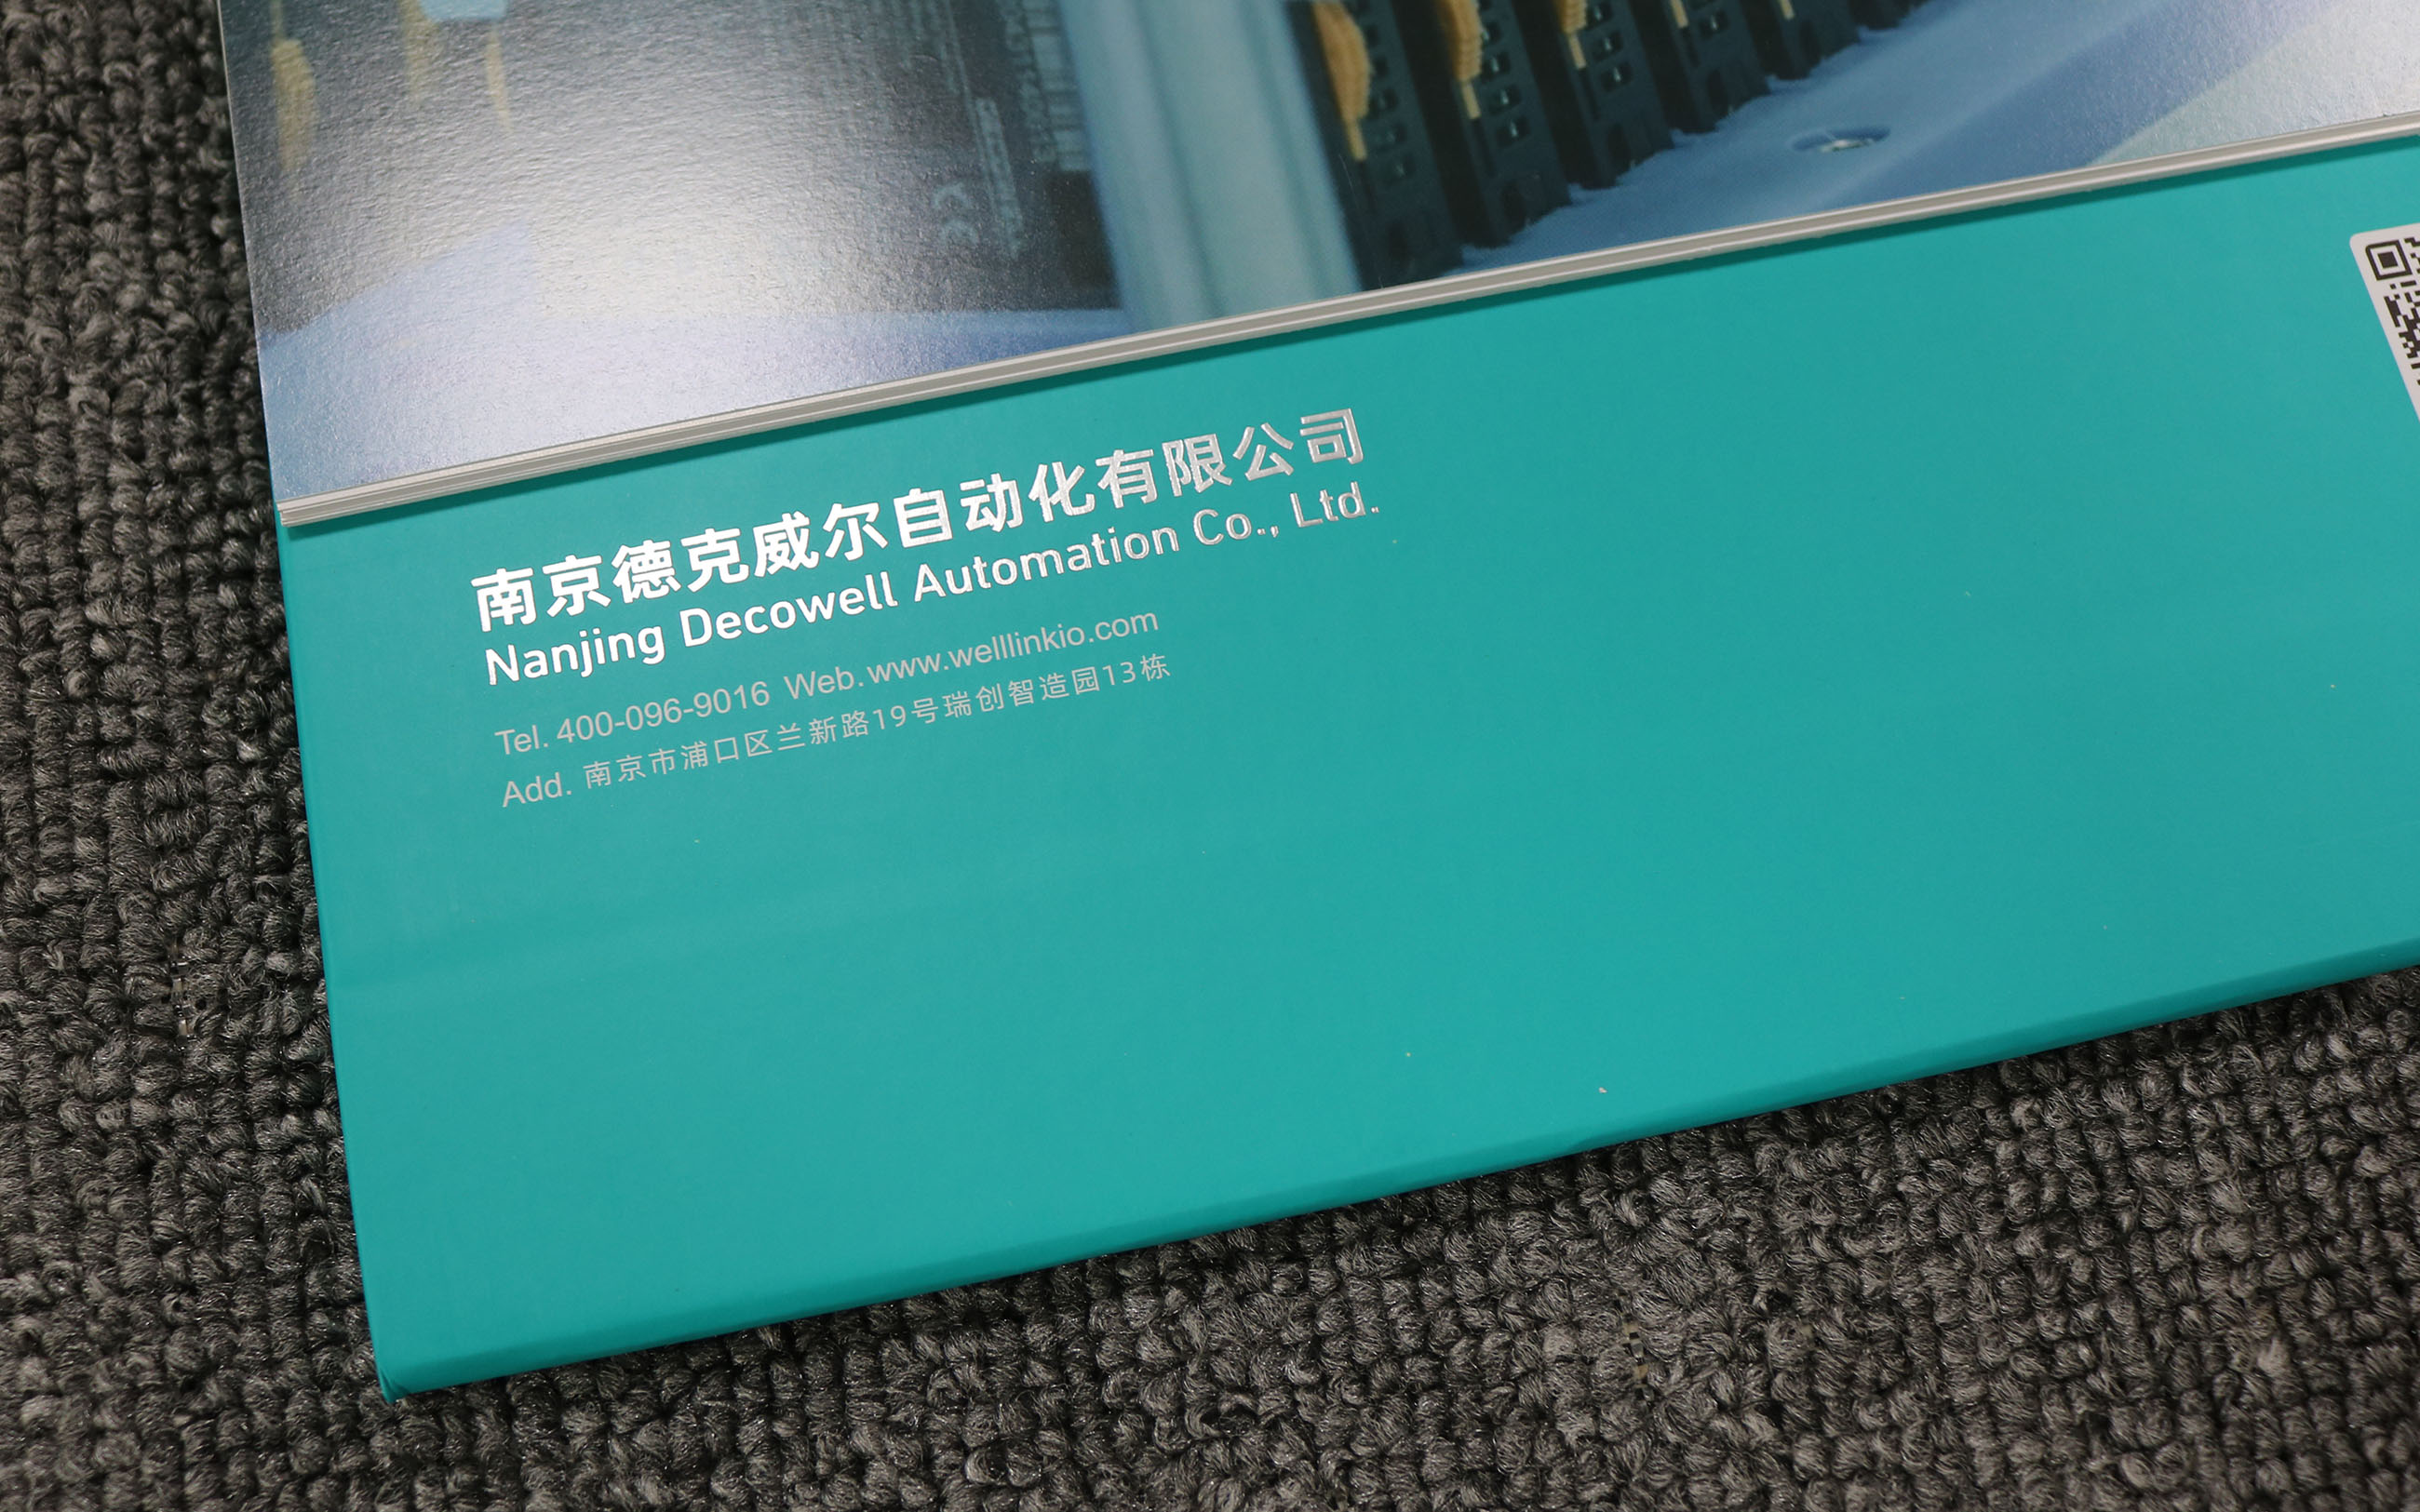 南京德克威尔自动化有限公司
Nanjing Decowell Automation Co., Ltd.
Tel. 400-096-9016 Web.www.welllinkio.com
Add. 南京市浦口区兰新路19号瑞创智造园13栋